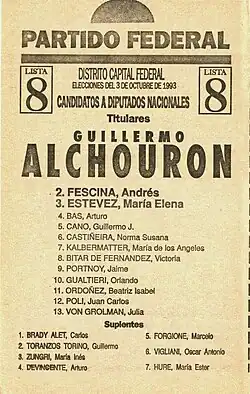 PARTIDO FEDERAL
LISTA
8
DISTRITO CAPITAL FEDERAL
ELECCIONES DEL 3 DE OCTUBRE DE 1993
CANDIDATOS A DIPUTADOS NACIONALES
LISTA
8
Titulares
GUILLERMO
ALCHOURON
2. FESCINA, Andrés
3. ESTEVEZ, María Elena
4. BAS, Arturo
5. CANO, Guillermo J.
6. CASTIÑEIRA, Norma Susana
7. KALBERMATTER, María de los Angeles
8. BITAR DE FERNANDEZ, Victoria
9. PORTNOY, Jaime
10. GUALTIERI, Orlando
11. ORDOÑEZ, Beatriz Isabel
12. POLI, Juan Carlos
13. VON GROLMAN, Julia
Suplentes
1. BRADY ALET, Carlos
2. TORANZOS TORINO, Guillermo
3. ZUNGRI, María Inés
4. DEVINCENTE, Arturo
5. FORGIONE, Marcelo
6. VIGLIANI, Oscar Antonio
7. HURE, María Ester